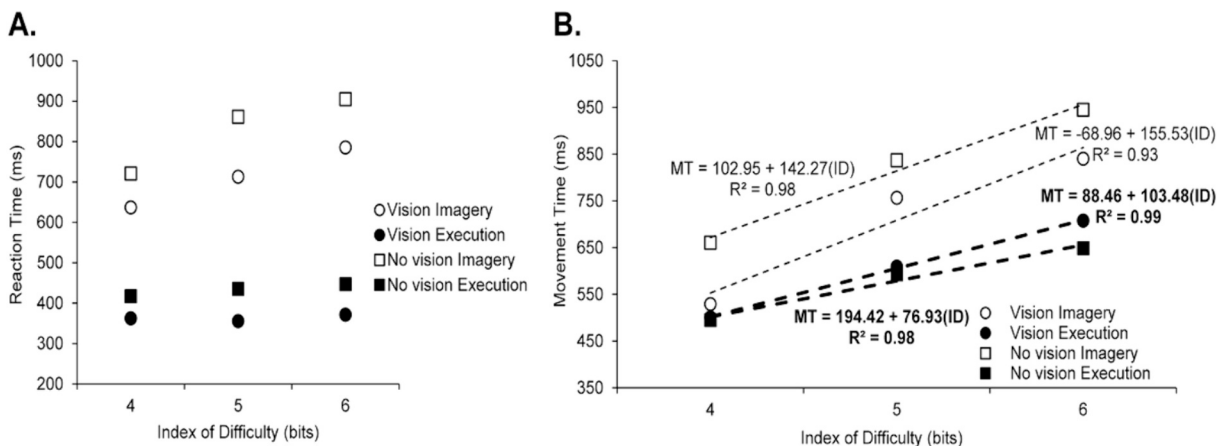 A.
1000
900
800
700
600
500
400
300
200
4
5
6
Reaction Time (ms)
Index of Difficulty (bits)
Vision Imagery
Vision Execution
No vision Imagery
No vision Execution
B.
1050
950
850
750
650
550
450
350
4
5
6
Movement Time (ms)
Index of Difficulty (bits)
MT = 102.95 + 142.27(ID)
R² = 0.98
MT = -68.96 + 155.53(ID)
R² = 0.93
MT = 88.46 + 103.48(ID)
R² = 0.99
MT = 194.42 + 76.93(ID)
R² = 0.98
Vision Imagery
Vision Execution
No vision Imagery
No vision Execution